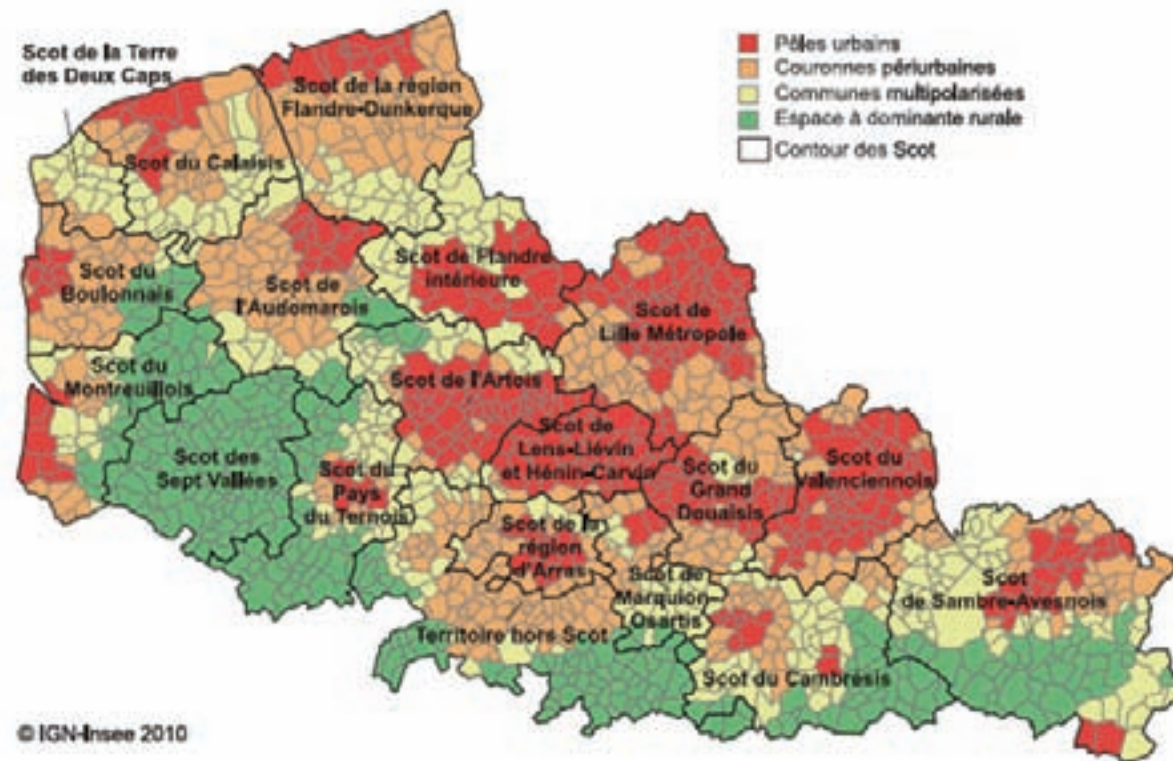 Scot de la Terre
des Deux Caps
Scot de la région
Flandre-Dunkerque
Pôles urbains
Couronnes périurbaines
Communes multipolarisées
Espace à dominante rurale
Contour des Scot
Scot du Calaisis
Scot du
Boulonnais
Scot de
l'Audomarois
Scot de Flandre
intérieure
Scot de
Lille Métropole
Scot du
Montreuillois
Scot de l'Artois
Scot des
Sept Vallées
Scot du
Pays
du Ternois
Scot de
Lens-Liévin
et Hénin-Carvin
Scot du
Grand
Douaisis
Scot du
Valenciennois
Scot de la
région
d'Arras
Scot de
Marquion
Osartis
Scot
de Sambre-Avesnois
Territoire hors Scot
Scot du Cambrésis
© IGN-Insee 2010